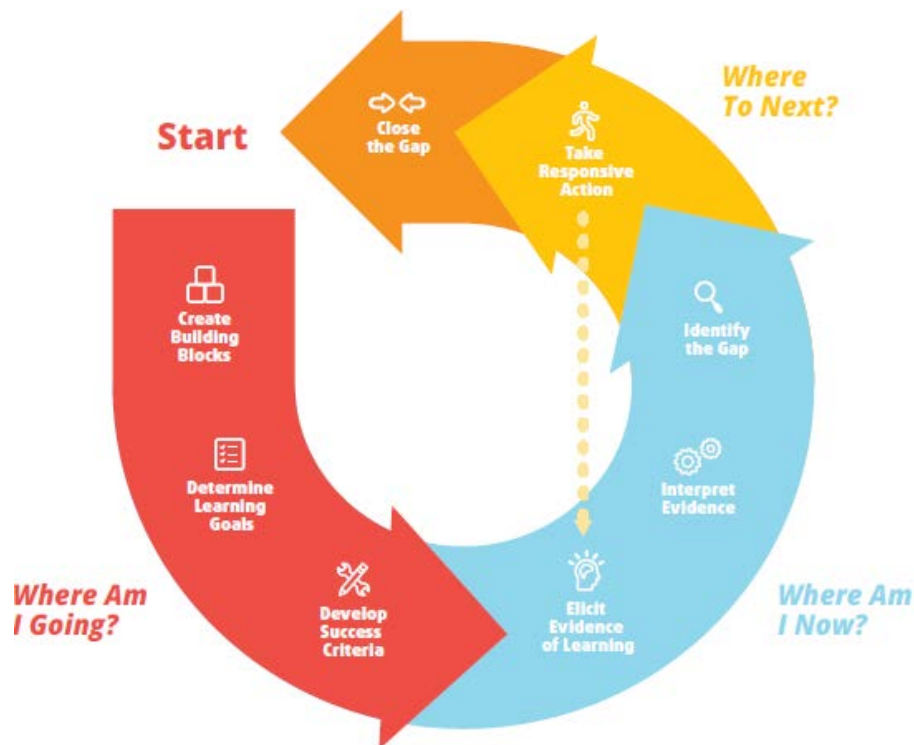 Start
Create
Building
Blocks
Determine
Learning
Goals
Develop
Success
Criteria
Where Am
I Going?
Elicit
Evidence
of Learning
Interpret
Evidence
Identify
the Gap
Where Am
I Now?
Take
Responsive
Action
Where
To Next?
Close
the Gap